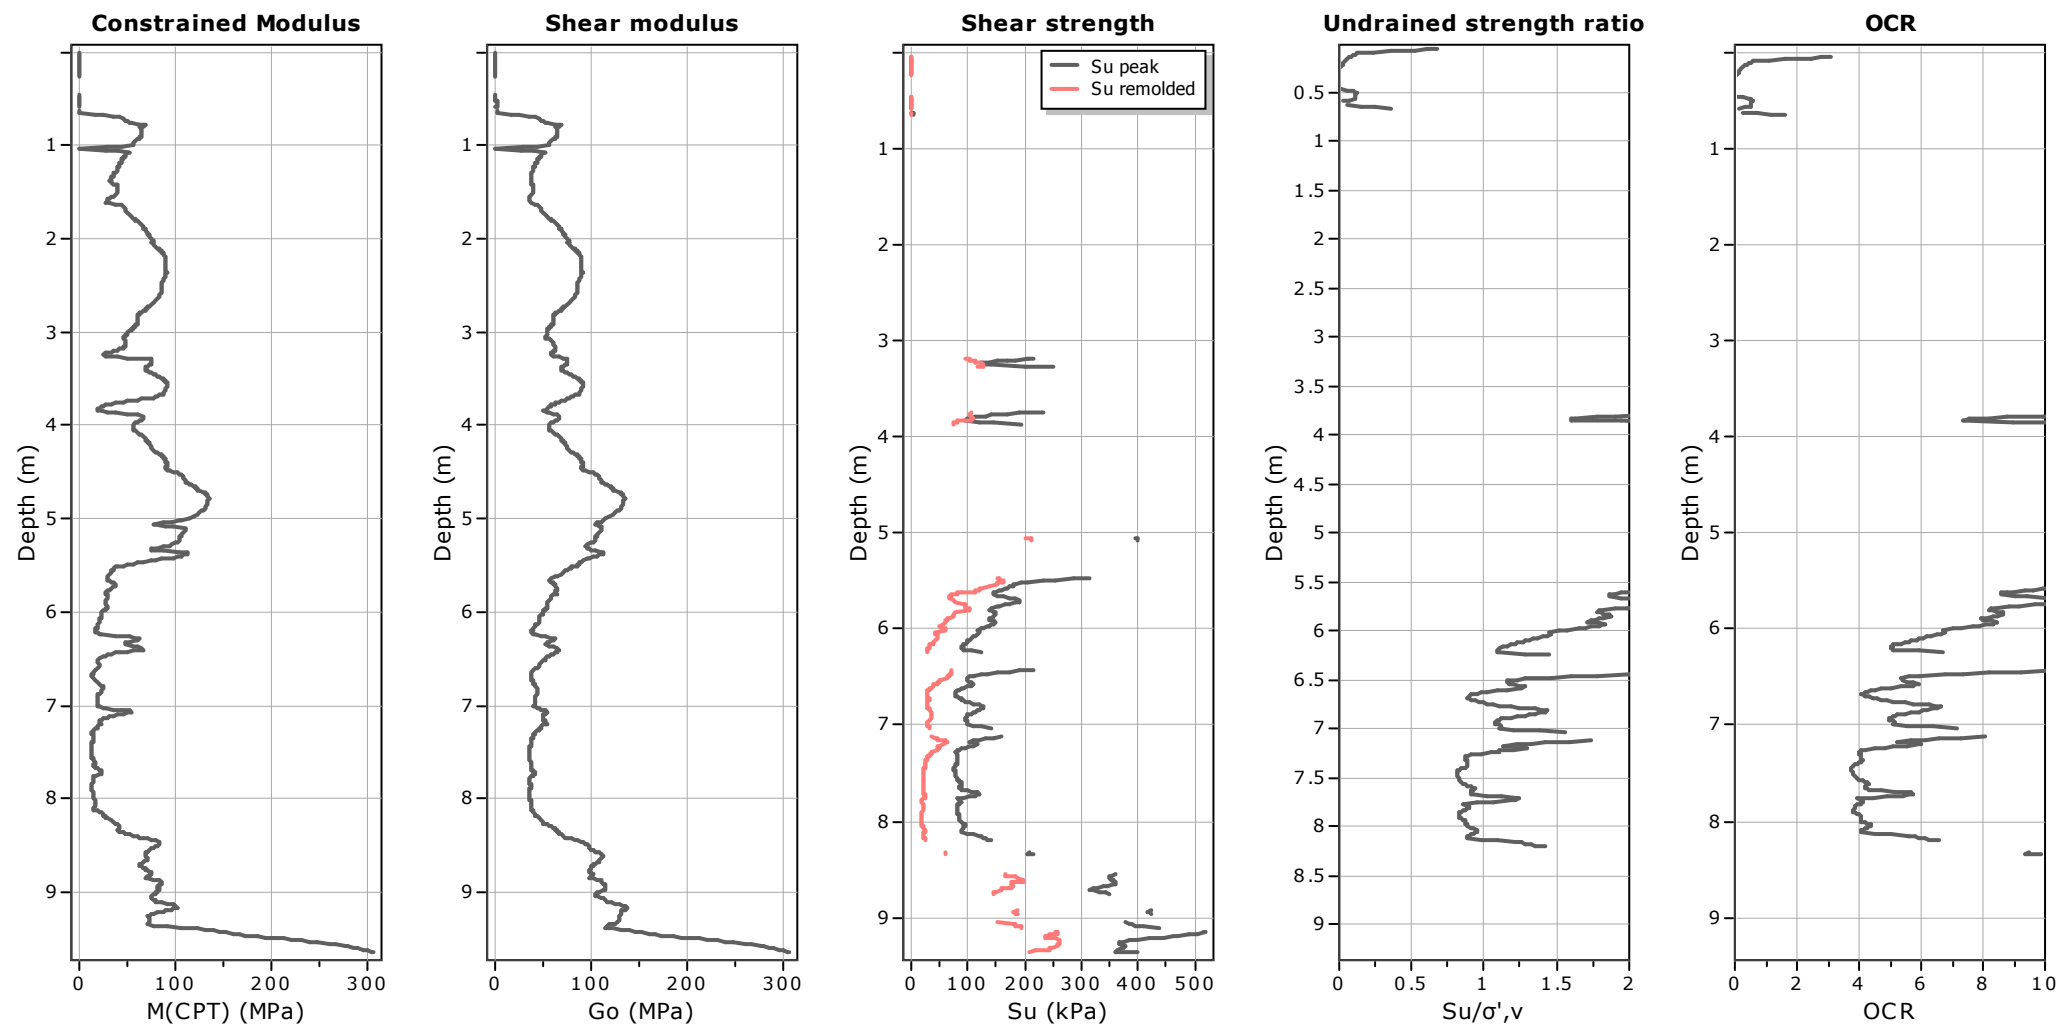 Constrained Modulus
Depth (m)
1
2
3
4
5
6
7
8
9
0 100 200 300
M(CPT) (MPa)
Shear modulus
Depth (m)
1
2
3
4
5
6
7
8
9
0 100 200 300
Go (MPa)
Shear strength
Su peak
Su remolded
Depth (m)
1
2
3
4
5
6
7
8
9
0 100 200 300 400 500
Su (kPa)
Undrained strength ratio
Depth (m)
0.5
1
1.5
2
2.5
3
3.5
4
4.5
5
5.5
6
6.5
7
7.5
8
8.5
9
0 0.5 1 1.5 2
Su/σ',v
OCR
Depth (m)
1
2
3
4
5
6
7
8
9
0 2 4 6 8 10
OCR